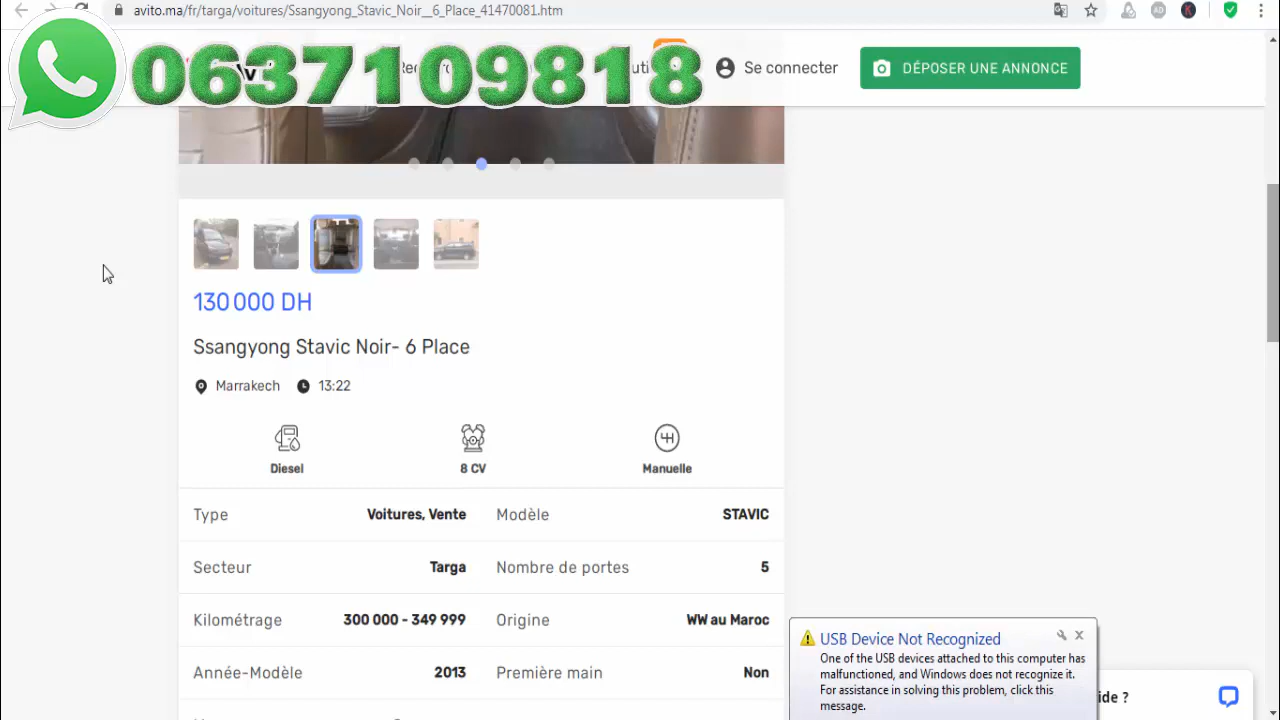 avito.ma/fr/targa/voitures/Ssangyong_Stavic_Noir__6_Place_41470081.htm
0637109818
Se connecter
DÉPOSER UNE ANNONCE
130 000 DH
Ssangyong Stavic Noir- 6 Place
Marrakech 13:22
Diesel
8 CV
Manuelle
Type Voitures, Vente Modèle STAVIC
Secteur Targa Nombre de portes 5
Kilométrage 300 000 - 349 999 Origine WW au Maroc
Année-Modèle 2013 Première main Non
USB Device Not Recognized
One of the USB devices attached to this computer has
malfunctioned, and Windows does not recognize it.
For assistance in solving this problem, click this
message.
ide ?